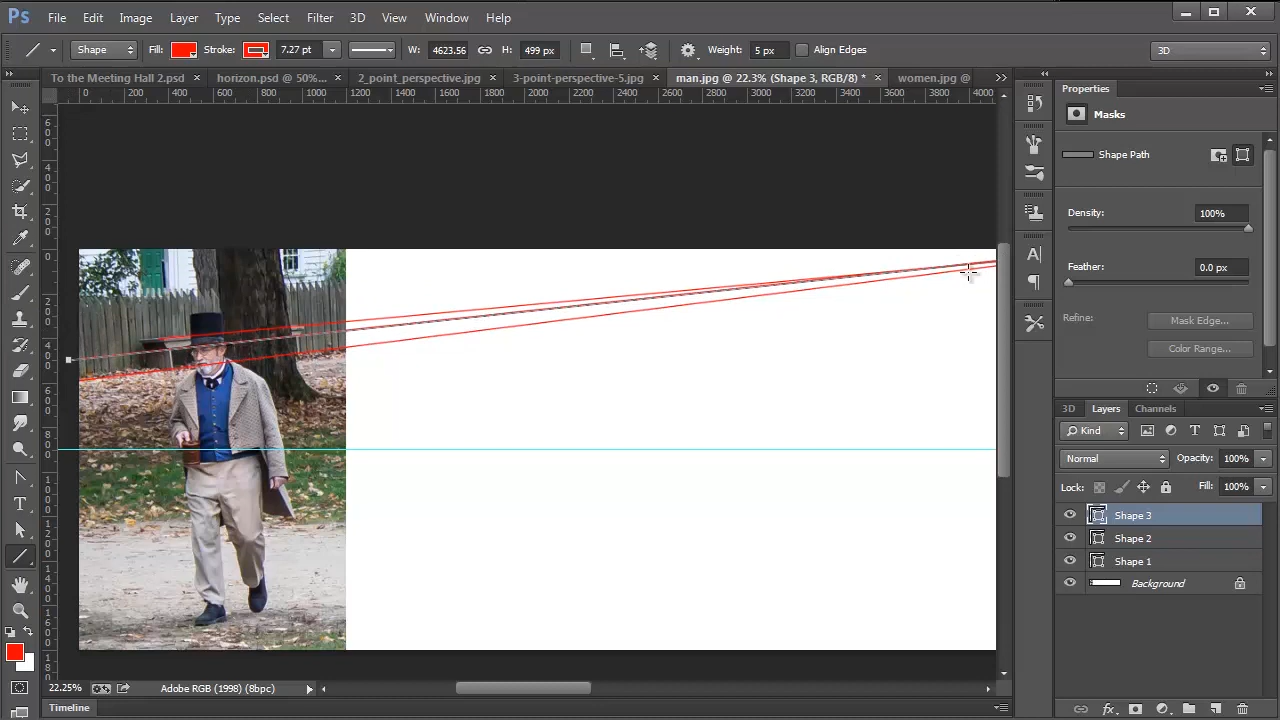 Ps File Edit Image Layer Type Select Filter 3D View Window Help
Shape Fill: Stroke: 7.27 pt W: 4623.56 H: 499 px Weight: 5 px Align Edges 3D
To the Meeting Hall 2.psd × horizon.psd @ 50%... × 2_point_perspective.jpg × 3-point-perspective-5.jpg × man.jpg @ 22.3% (Shape 3, RGB/8) * × women.jpg @
0 200 400 600 800 1000 1200 1400 1600 1800 2000 2200 2400 2600 2800 3000 3200 3400 3600 3800 4000
Properties
Masks
Shape Path
Density: 100%
Feather: 0.0 px
Refine: Mask Edge...
Color Range...
3D Layers Channels
Kind
Normal Opacity: 100%
Lock: Fill: 100%
Shape 3
Shape 2
Shape 1
Background
22.25% Adobe RGB (1998) (8bpc)
Timeline